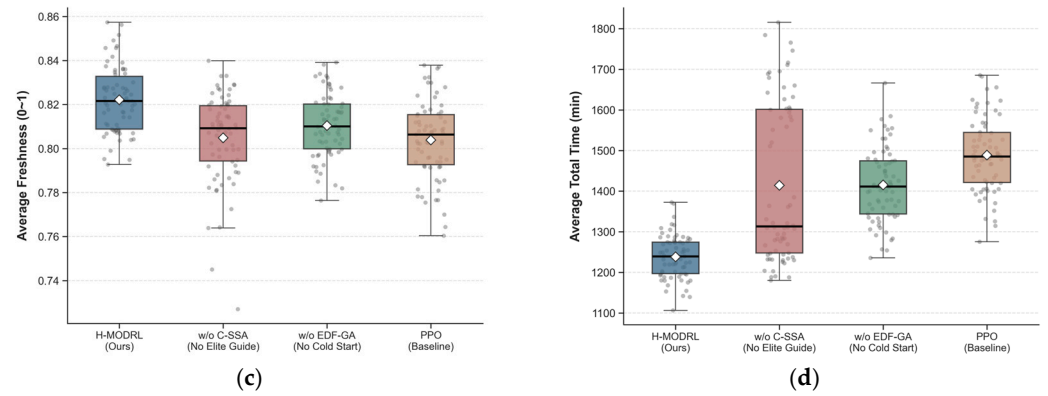 Average Freshness (0~1)
0.86
0.84
0.82
0.80
0.78
0.76
0.74
H-MODRL
(Ours)
w/o C-SSA
(No Elite Guide)
w/o EDF-GA
(No Cold Start)
PPO
(Baseline)
(c)
Average Total Time (min)
1800
1700
1600
1500
1400
1300
1200
1100
H-MODRL
(Ours)
w/o C-SSA
(No Elite Guide)
w/o EDF-GA
(No Cold Start)
PPO
(Baseline)
(d)